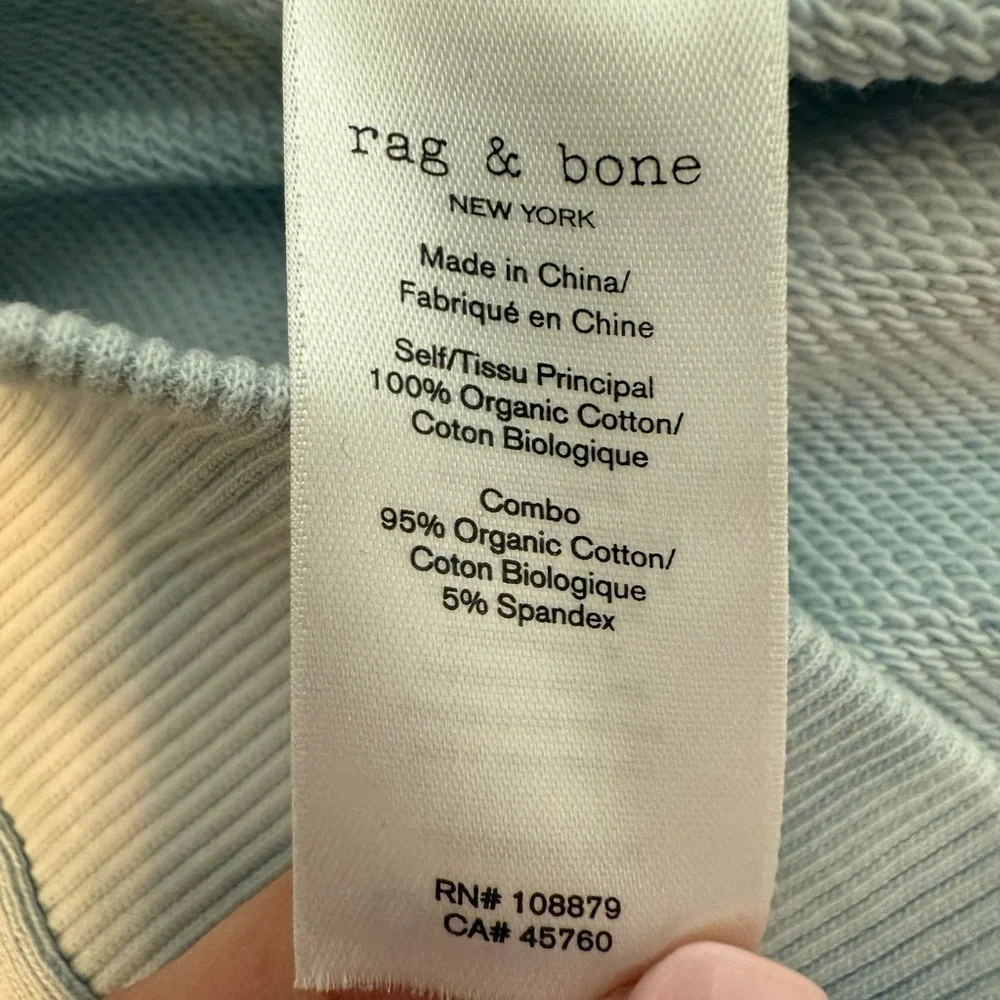 rag & bone
NEW YORK
Made in China/
Fabriqué en Chine
Self/Tissu Principal
100% Organic Cotton/
Coton Biologique
Combo
95% Organic Cotton/
Coton Biologique
5% Spandex
RN# 108879
CA# 45760